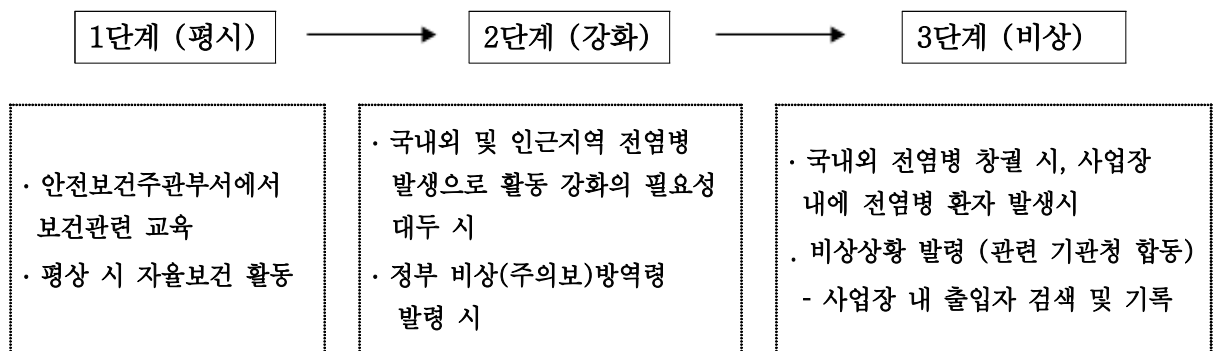 1단계 (평시)
2단계 (강화)
3단계 (비상)
· 안전보건주관부서에서
보건관련 교육
· 평상 시 자율보건 활동
· 국내외 및 인근지역 전염병
발생으로 활동 강화의 필요성
대두 시
· 정부 비상(주의보)방역령
발령 시
· 국내외 전염병 창궐 시, 사업장
내에 전염병 환자 발생시
. 비상상황 발령 (관련 기관청 합동)
- 사업장 내 출입자 검색 및 기록